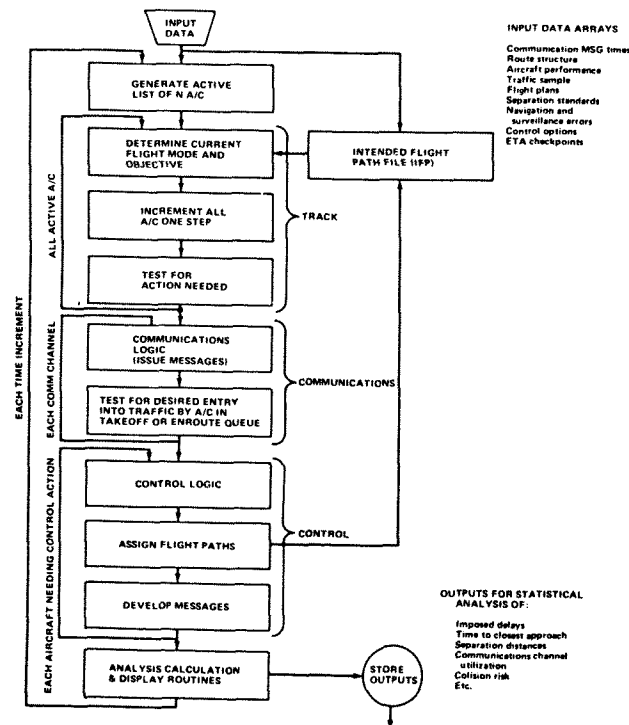 INPUT
DATA
INPUT DATA ARRAYS
Communication MSG times
Route structure
Aircraft performance
Traffic sample
Flight plans
Separation standards
Navigation and
surveillance errors
Control options
ETA checkpoints
GENERATE ACTIVE
LIST OF N A/C
DETERMINE CURRENT
FLIGHT MODE AND
OBJECTIVE
INTENDED FLIGHT
PATH FILE (IFP)
INCREMENT ALL
A/C ONE STEP
TRACK
TEST FOR
ACTION NEEDED
ALL ACTIVE A/C
COMMUNICATIONS
LOGIC
(ISSUE MESSAGES)
COMMUNICATIONS
TEST FOR DESIRED ENTRY
INTO TRAFFIC BY A/C IN
TAKEOFF OR ENROUTE QUEUE
EACH COMM CHANNEL
EACH TIME INCREMENT
CONTROL LOGIC
CONTROL
ASSIGN FLIGHT PATHS
DEVELOP MESSAGES
EACH AIRCRAFT NEEDING CONTROL ACTION
ANALYSIS CALCULATION
& DISPLAY ROUTINES
STORE
OUTPUTS
OUTPUTS FOR STATISTICAL
ANALYSIS OF:
Imposed delays
Time to closest approach
Separation distances
Communications channel
utilization
Colision risk
Etc.